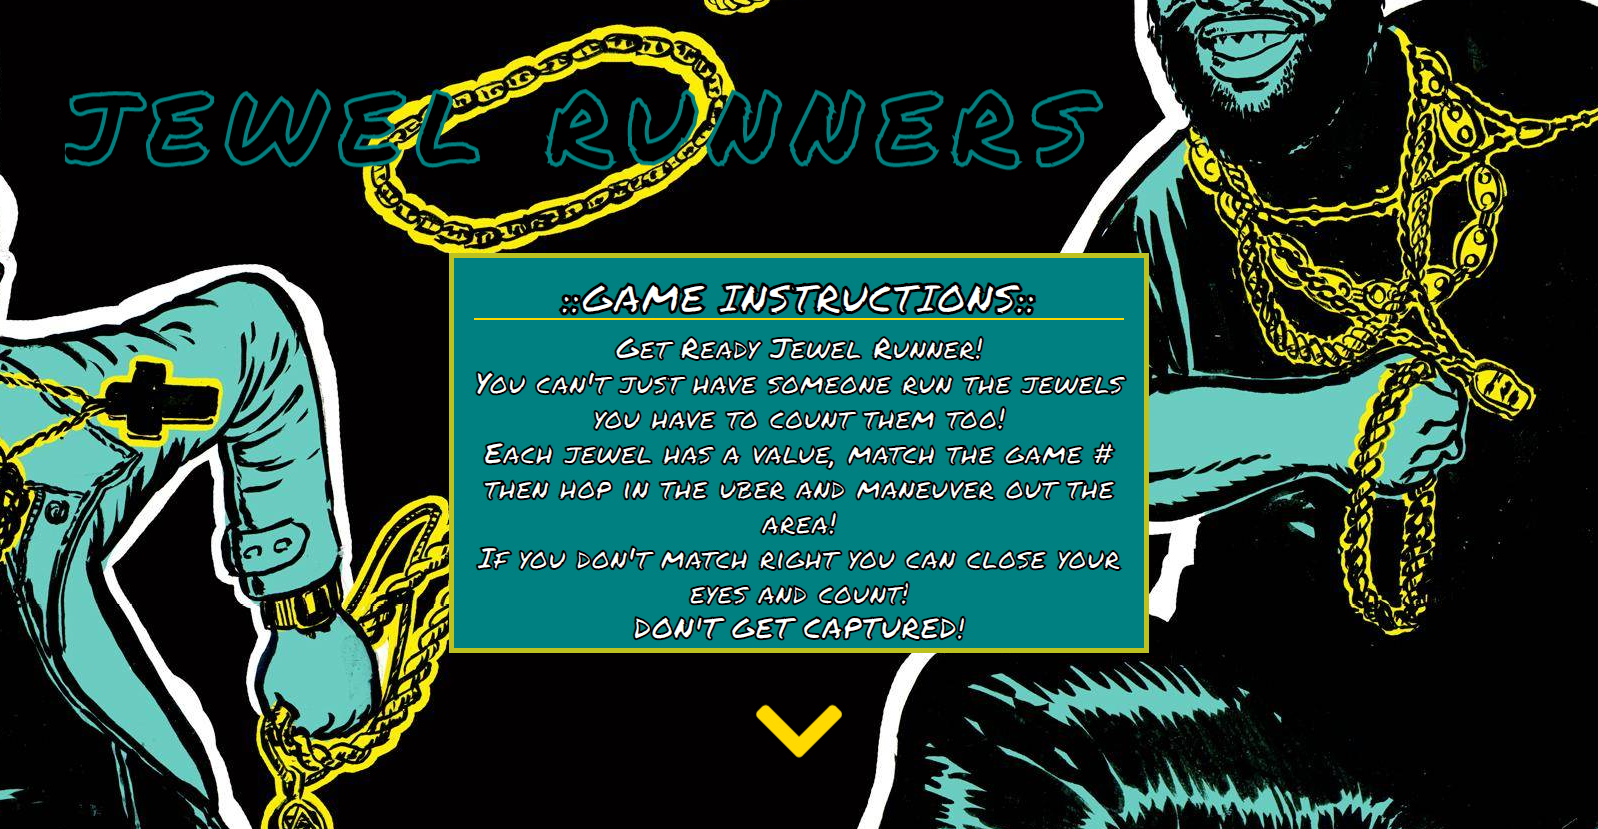 JEWEL RUNNERS
::GAME INSTRUCTIONS::
GET READY JEWEL RUNNER!
YOU CAN'T JUST HAVE SOMEONE RUN THE JEWELS
YOU HAVE TO COUNT THEM TOO!
EACH JEWEL HAS A VALUE, MATCH THE GAME #
THEN HOP IN THE UBER AND MANEUVER OUT THE
AREA!
IF YOU DON'T MATCH RIGHT YOU CAN CLOSE YOUR
EYES AND COUNT!
DON'T GET CAPTURED!